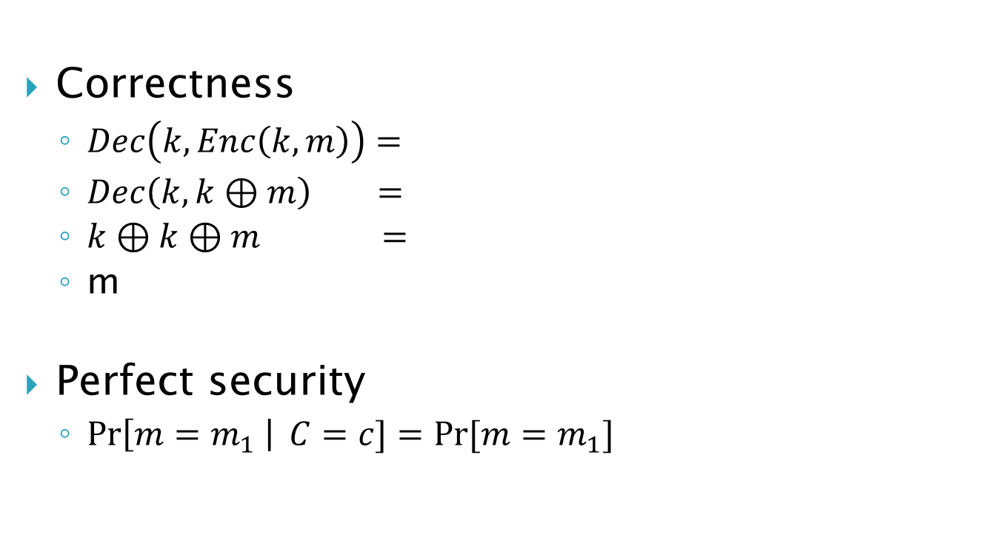 Correctness
𝐷𝑒𝑐(𝑘, 𝐸𝑛𝑐(𝑘, 𝑚)) =
𝐷𝑒𝑐(𝑘, 𝑘 ⊕ 𝑚) =
𝑘 ⊕ 𝑘 ⊕ 𝑚 =
m
Perfect security
Pr[𝑚 = 𝑚₁ | 𝐶 = 𝑐] = Pr[𝑚 = 𝑚₁]